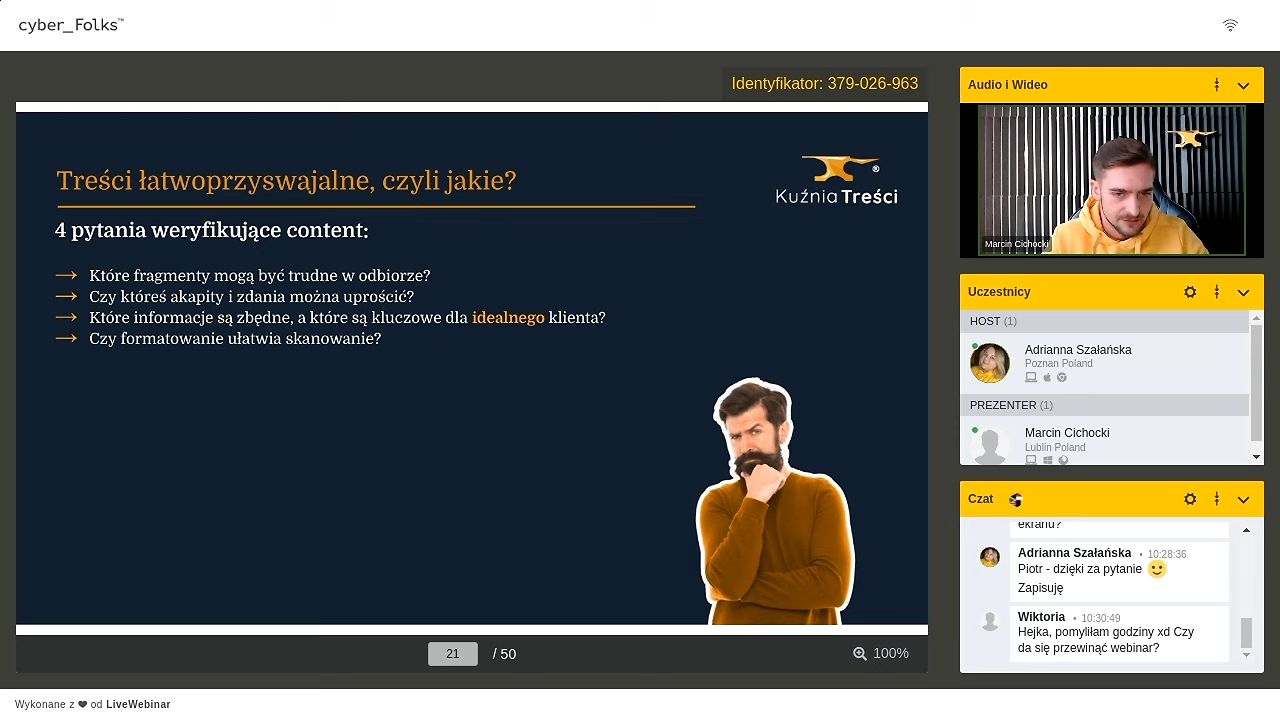 cyber_Folks™
Identyfikator: 379-026-963
Treści łatwoprzyswajalne, czyli jakie?
Kuźnia Treści ®
4 pytania weryfikujące content:
→ Które fragmenty mogą być trudne w odbiorze?
→ Czy któreś akapity i zdania można uprościć?
→ Które informacje są zbędne, a które są kluczowe dla idealnego klienta?
→ Czy formatowanie ułatwia skanowanie?
21 / 50
100%
Audio i Wideo
Marcin Cichocki
Uczestnicy
HOST (1)
Adrianna Szałańska
Poznan Poland
PREZENTER (1)
Marcin Cichocki
Lublin Poland
Czat
ekranu?
Adrianna Szałańska • 10:28:36
Piotr - dzięki za pytanie 🙂
Zapisuję
Wiktoria • 10:30:49
Hejka, pomyliłam godziny xd Czy
da się przewinąć webinar?
Wykonane z ❤ od LiveWebinar